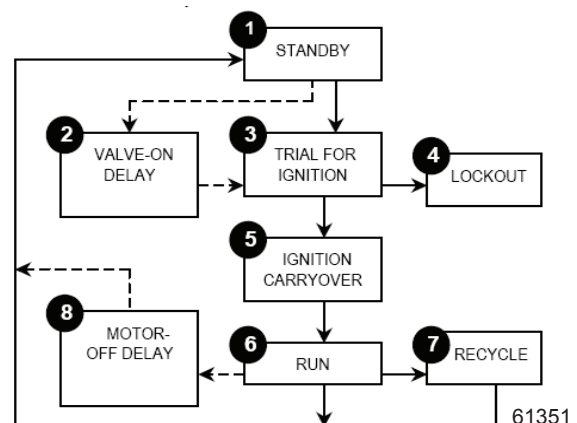 1
STANDBY
2
VALVE-ON
DELAY
3
TRIAL FOR
IGNITION
4
LOCKOUT
5
IGNITION
CARRYOVER
8
MOTOR-
OFF DELAY
6
RUN
7
RECYCLE
61351